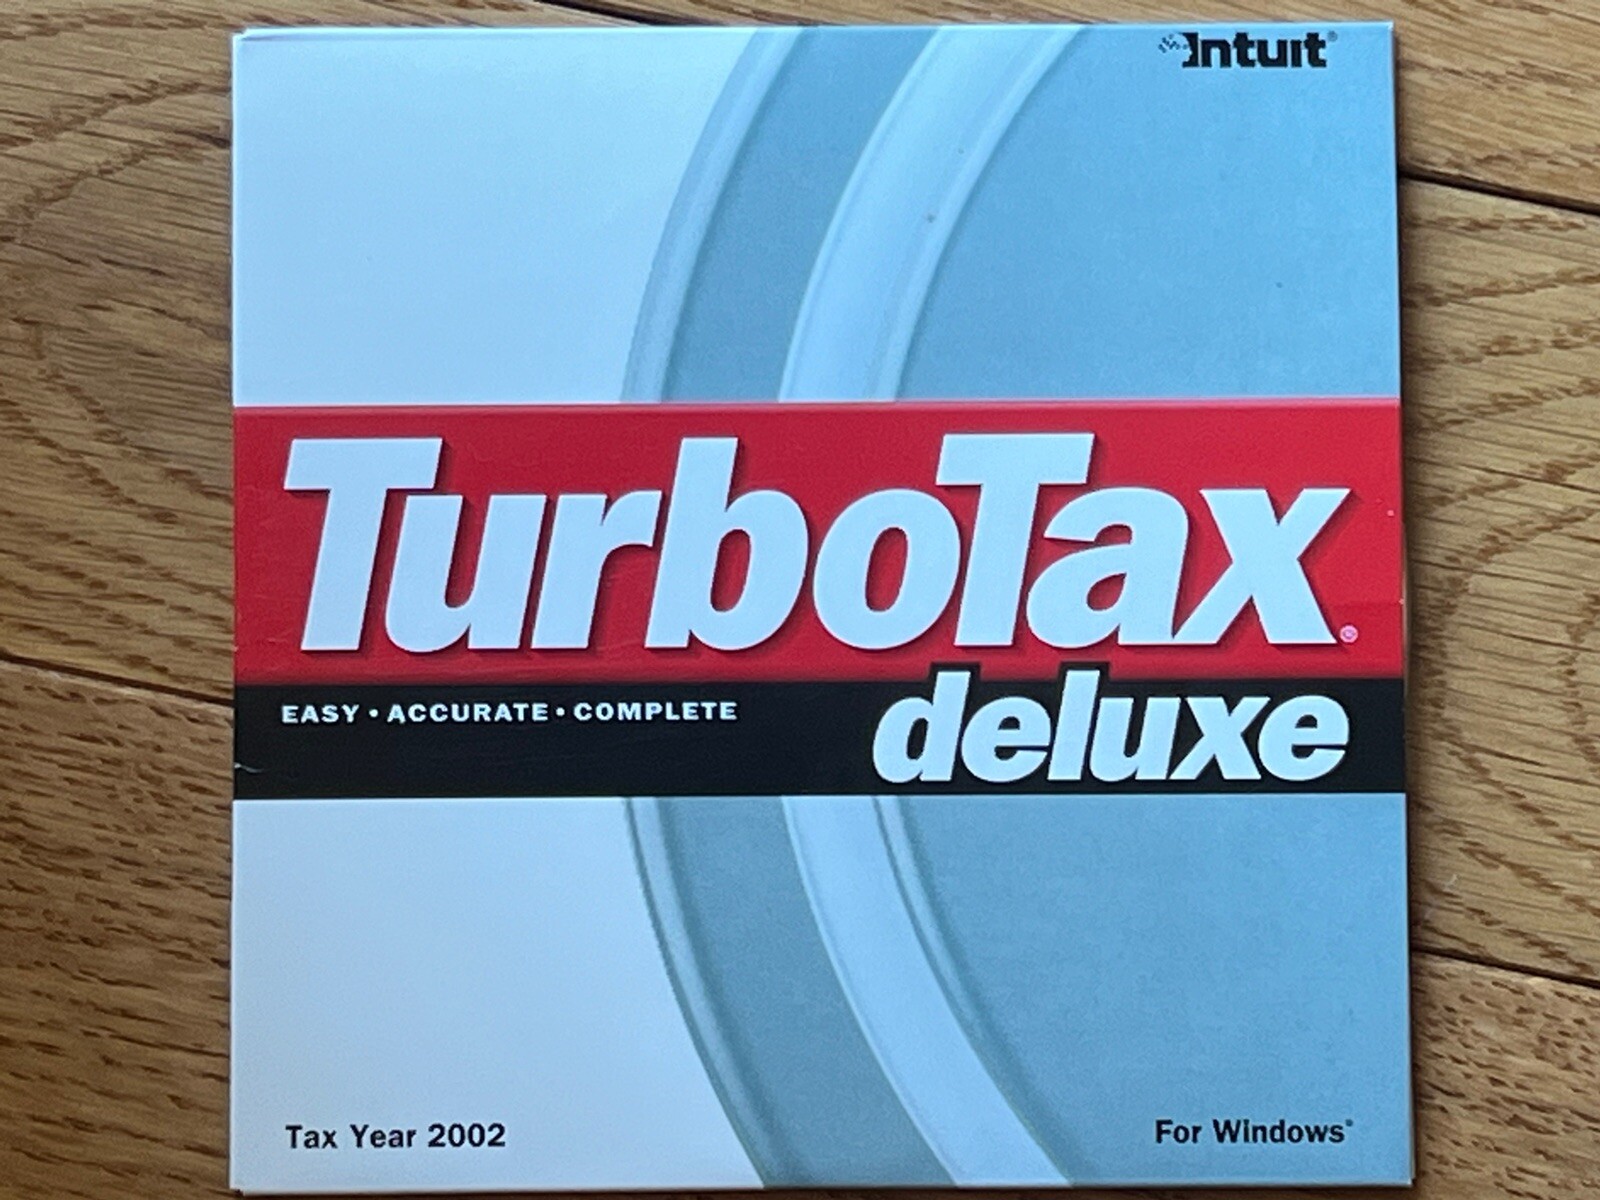 Intuit®
TurboTax®
deluxe
EASY • ACCURATE • COMPLETE
Tax Year 2002
For Windows®